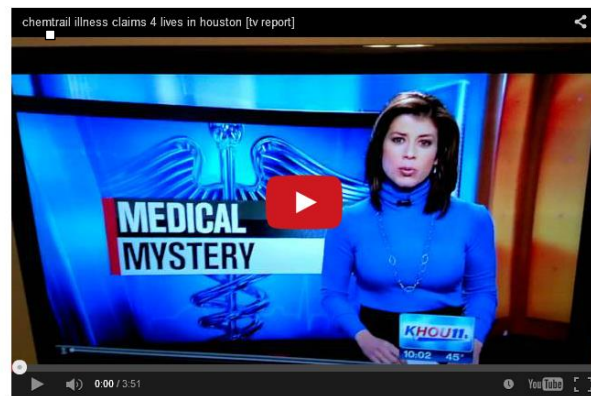 chemtrail illness claims 4 lives in houston [tv report]
MEDICAL
MYSTERY
KHOU11.
10:02 45°
0:00 / 3:51
YouTube